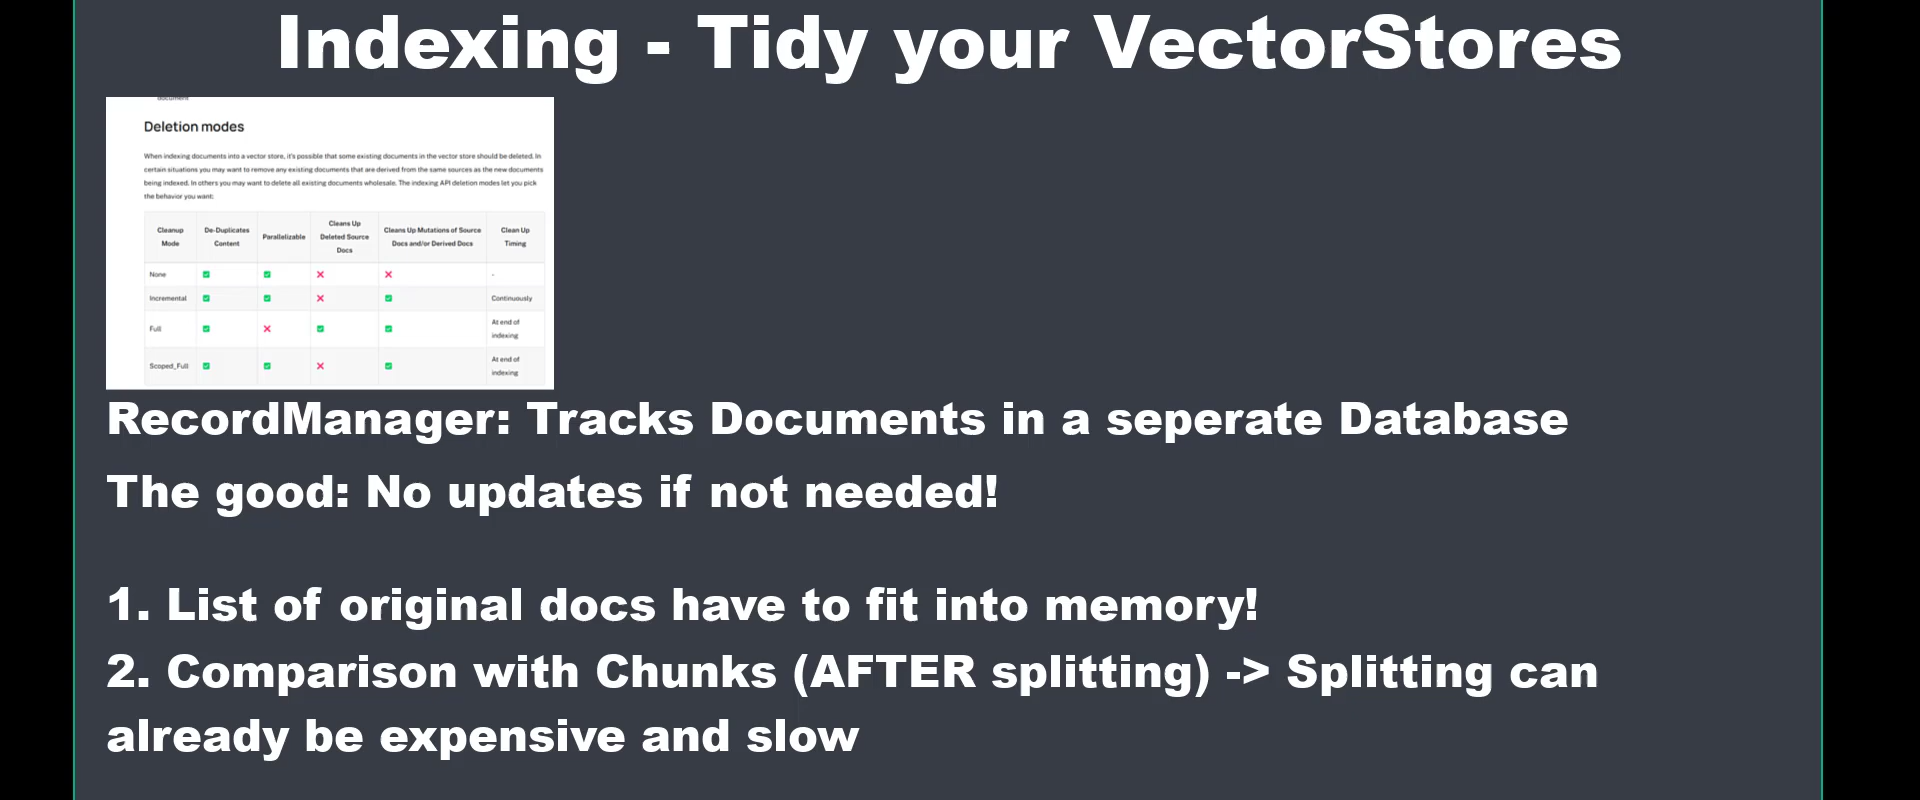 Indexing - Tidy your VectorStores
document
Deletion modes
When indexing documents into a vector store, it's possible that some existing documents in the vector store should be deleted. In
certain situations you may want to remove any existing documents that are derived from the same sources as the new documents
being indexed. In others you may want to delete all existing documents wholesale. The indexing API deletion modes let you pick
the behavior you want:
Cleanup Mode De-Duplicates Content Parallelizable Cleans Up Deleted Source Docs Cleans Up Mutations of Source Docs and/or Derived Docs Clean Up Timing
None ✅ ✅ ❌ ❌ -
Incremental ✅ ✅ ❌ ✅ Continuously
Full ✅ ❌ ✅ ✅ At end of indexing
Scoped_Full ✅ ✅ ❌ ✅ At end of indexing
RecordManager: Tracks Documents in a seperate Database
The good: No updates if not needed!
1. List of original docs have to fit into memory!
2. Comparison with Chunks (AFTER splitting) -> Splitting can
already be expensive and slow